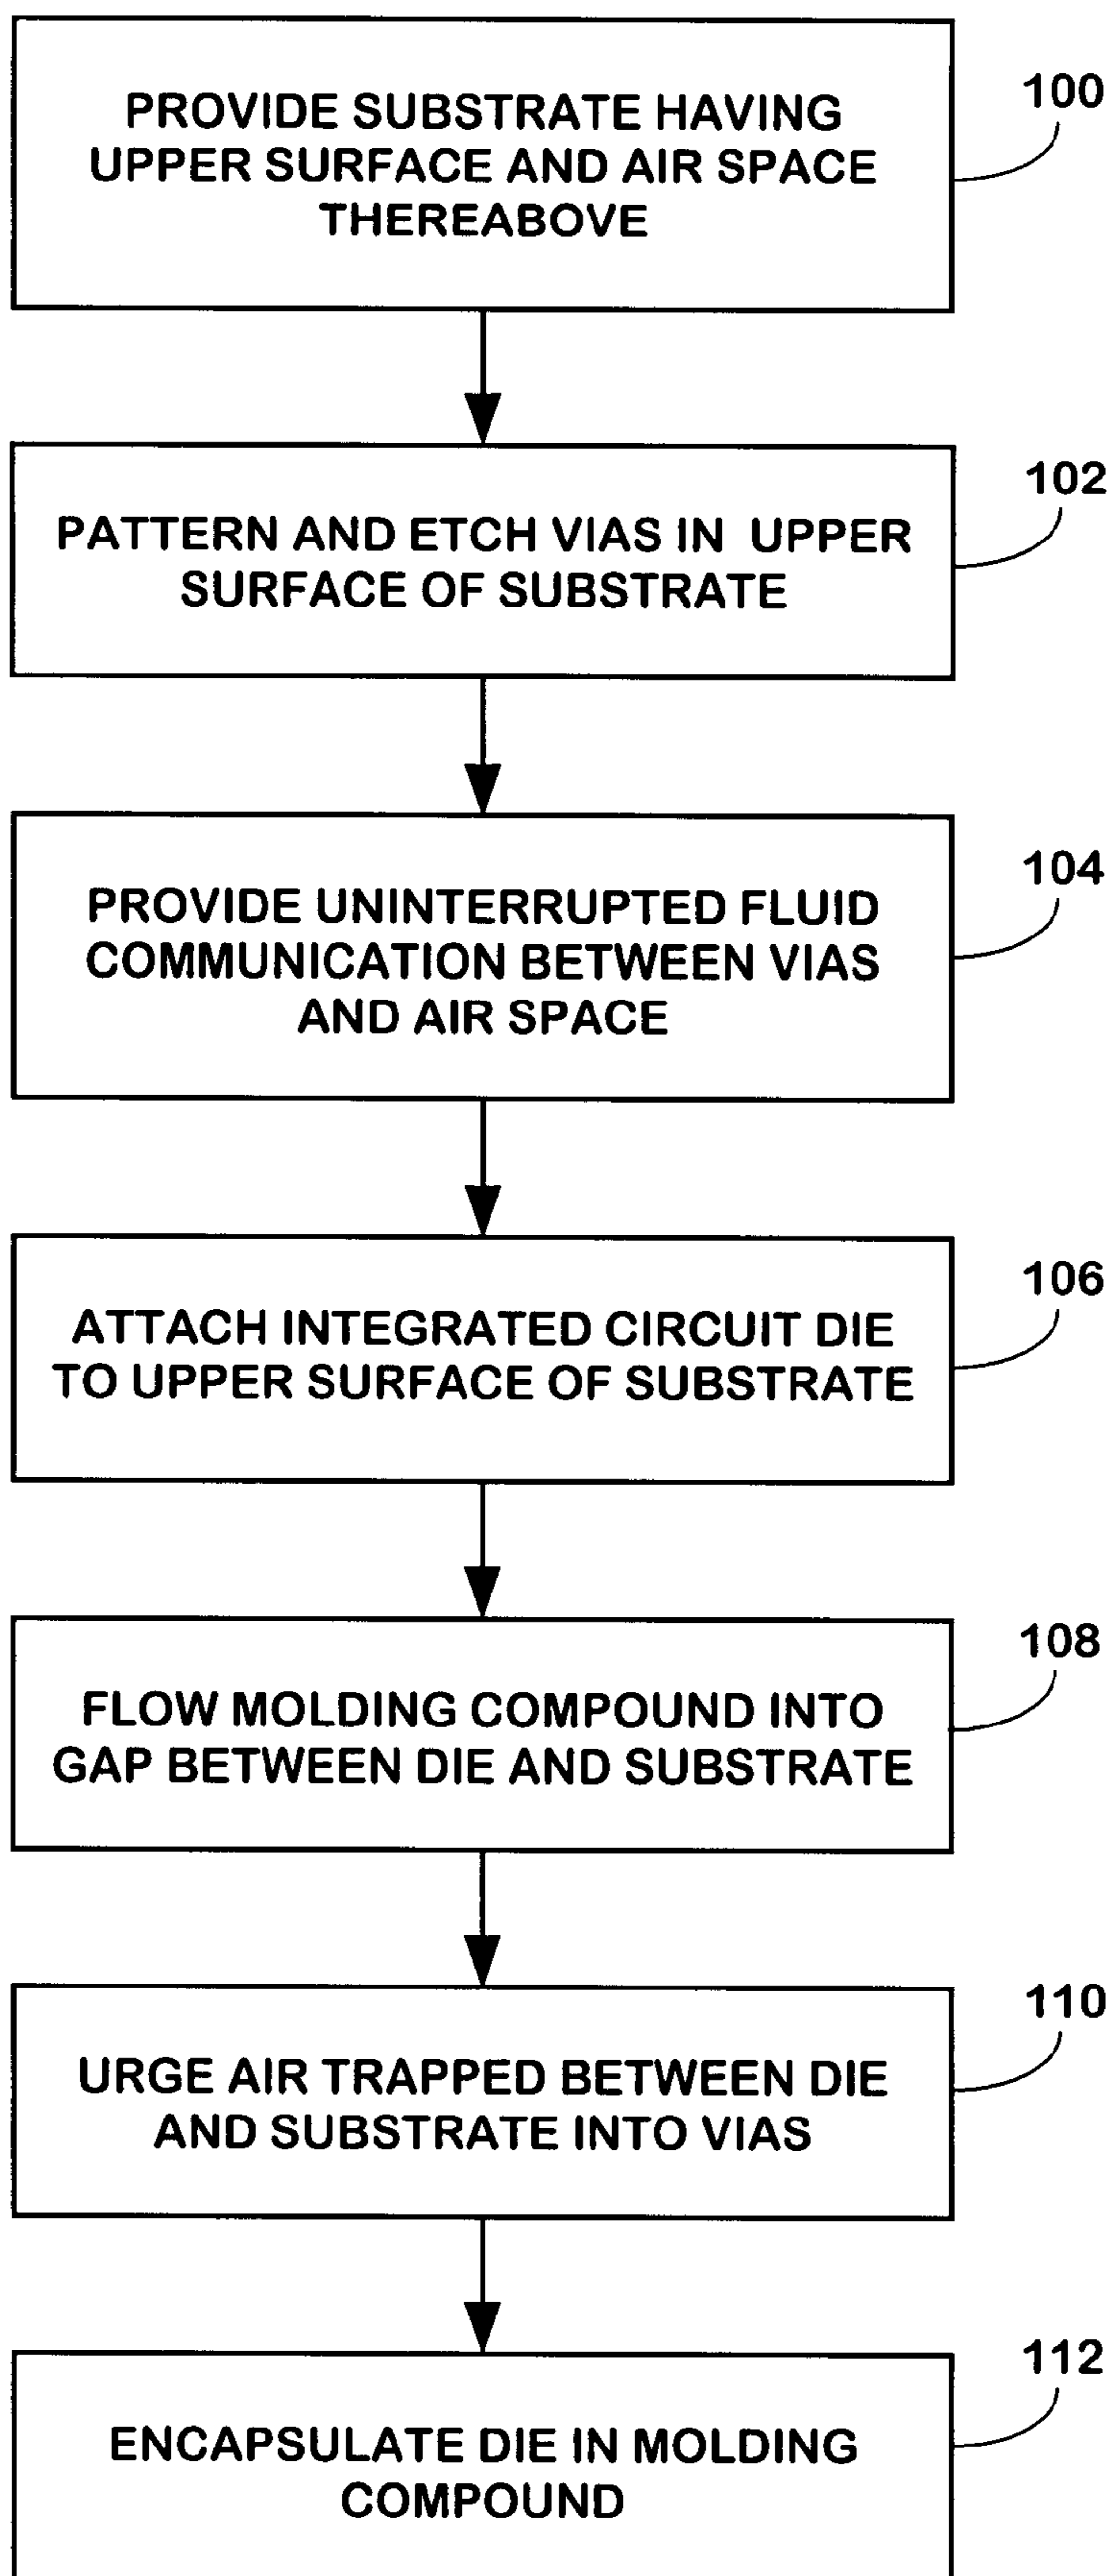 PROVIDE SUBSTRATE HAVING
UPPER SURFACE AND AIR SPACE
THEREABOVE
100
PATTERN AND ETCH VIAS IN UPPER
SURFACE OF SUBSTRATE
102
PROVIDE UNINTERRUPTED FLUID
COMMUNICATION BETWEEN VIAS
AND AIR SPACE
104
ATTACH INTEGRATED CIRCUIT DIE
TO UPPER SURFACE OF SUBSTRATE
106
FLOW MOLDING COMPOUND INTO
GAP BETWEEN DIE AND SUBSTRATE
108
URGE AIR TRAPPED BETWEEN DIE
AND SUBSTRATE INTO VIAS
110
ENCAPSULATE DIE IN MOLDING
COMPOUND
112